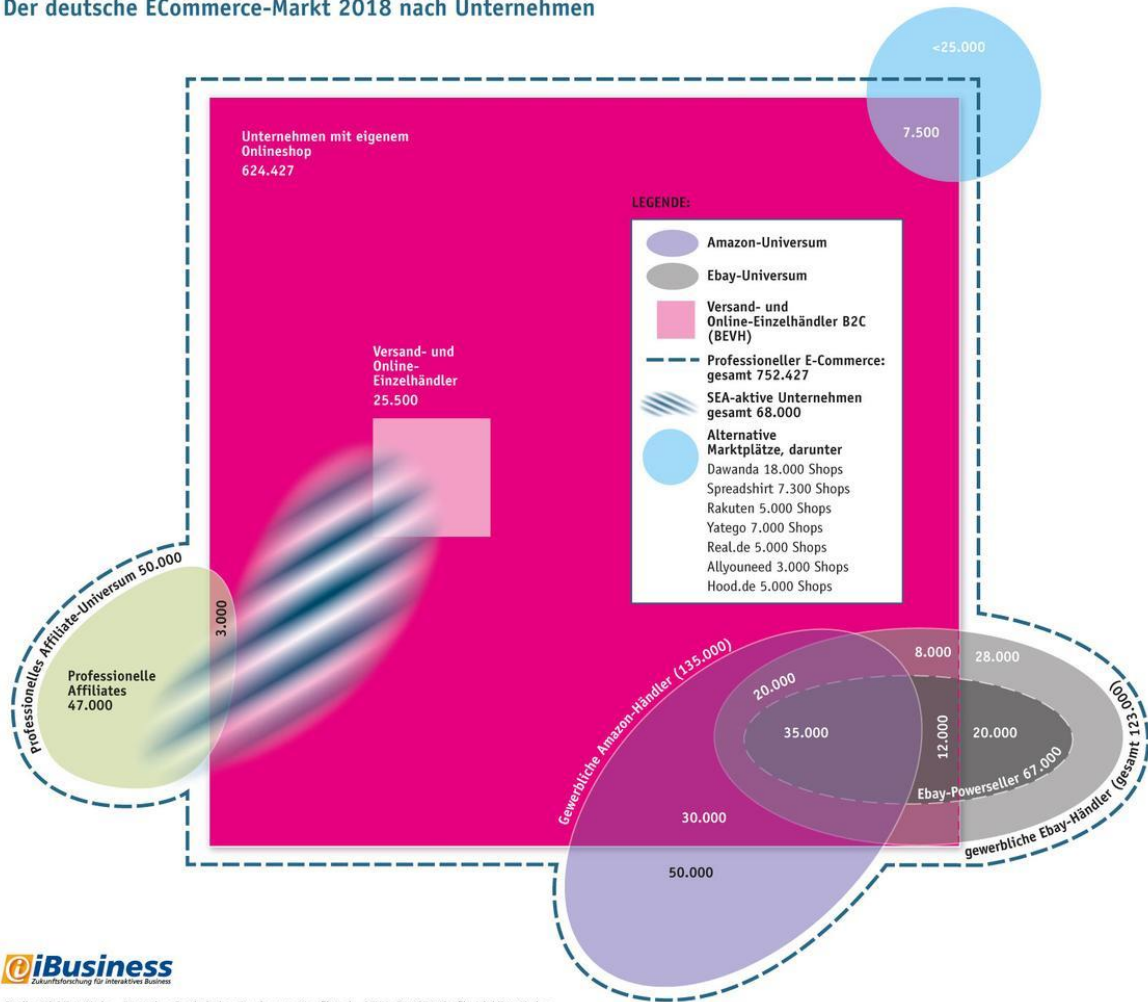 Der deutsche ECommerce-Markt 2018 nach Unternehmen
<25.000
7.500
Unternehmen mit eigenem
Onlineshop
624.427
LEGENDE:
Amazon-Universum
Ebay-Universum
Versand- und
Online-Einzelhändler B2C
(BEVH)
Professioneller E-Commerce:
gesamt 752.427
SEA-aktive Unternehmen
gesamt 68.000
Alternative
Marktplätze, darunter
Dawanda 18.000 Shops
Spreadshirt 7.300 Shops
Rakuten 5.000 Shops
Yatego 7.000 Shops
Real.de 5.000 Shops
Allyouneed 3.000 Shops
Hood.de 5.000 Shops
Versand- und
Online-
Einzelhändler
25.500
Professionelles Affiliate-Universum 50.000
3.000
Professionelle
Affiliates
47.000
Gewerbliche Amazon-Händler (135.000)
20.000
8.000
28.000
35.000
12.000
20.000
Ebay-Powerseller 67.000
gewerbliche Ebay-Händler (gesamt 123.000)
30.000
50.000
iBusiness
Zukunftsforschung für interaktives Business